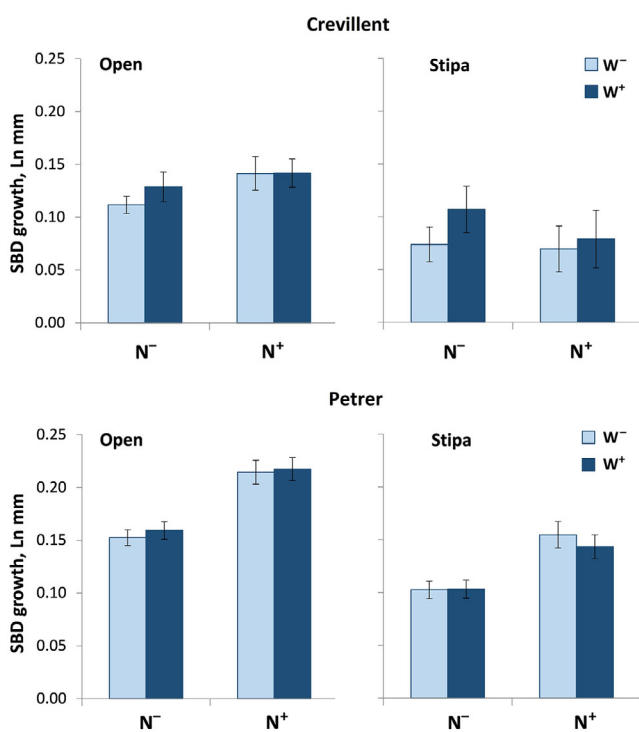 Crevillent
Open
Stipa
W⁻
W⁺
SBD growth, Ln mm
0.25
0.20
0.15
0.10
0.05
0.00
N⁻ N⁺
N⁻ N⁺
Petrer
Open
Stipa
W⁻
W⁺
SBD growth, Ln mm
0.25
0.20
0.15
0.10
0.05
0.00
N⁻ N⁺
N⁻ N⁺